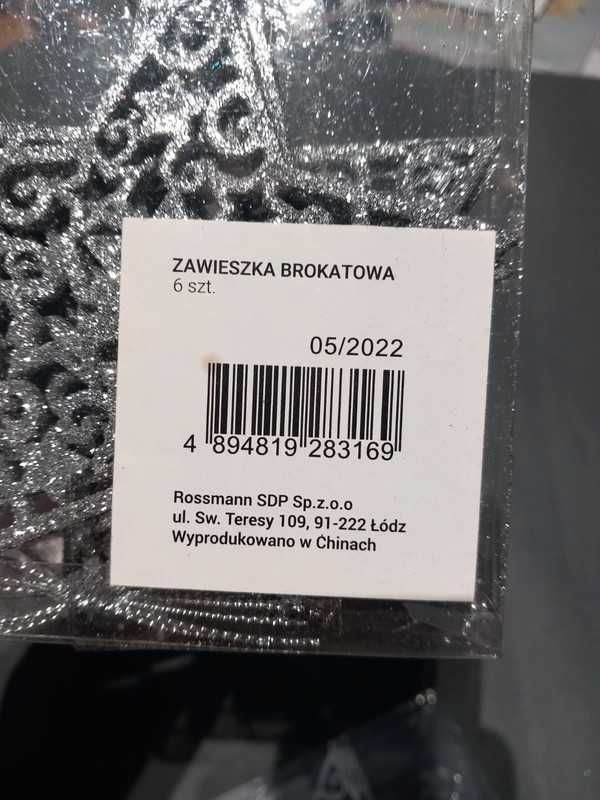 ZAWIESZKA BROKATOWA
6 szt.
05/2022
4 894819 283169
Rossmann SDP Sp.z.o.o
ul. Sw. Teresy 109, 91-222 Łódz
Wyprodukowano w Chinach